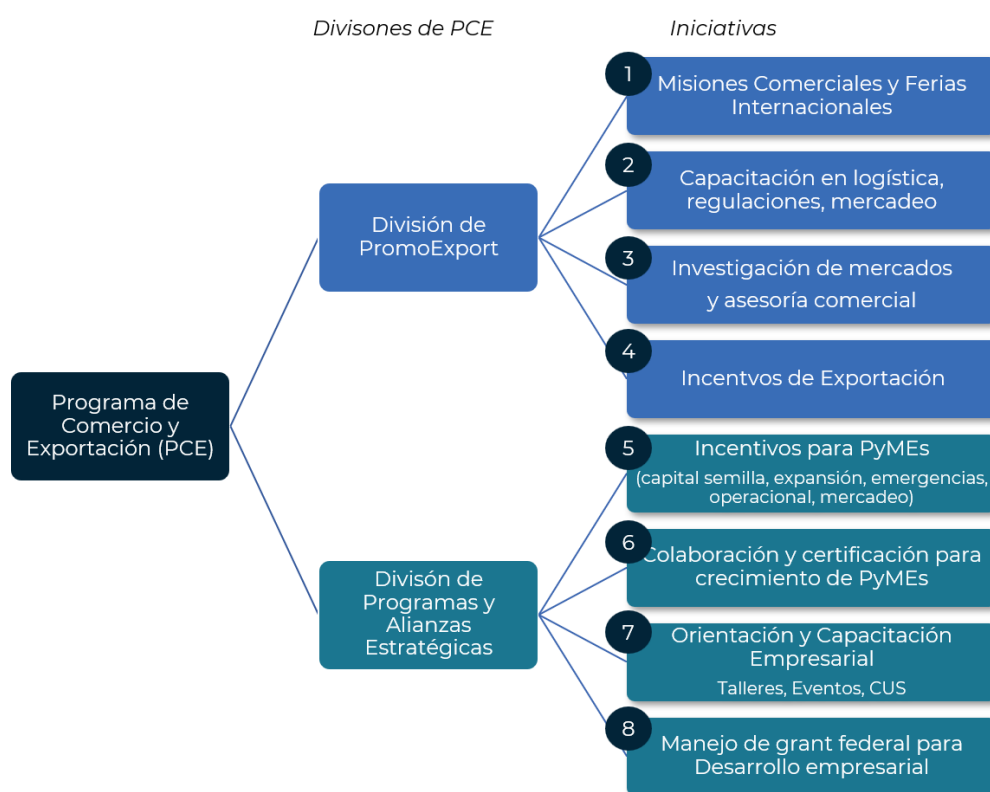 Divisones de PCE
Iniciativas
Programa de
Comercio y
Exportación (PCE)
División de
PromoExport
1
Misiones Comerciales y Ferias
Internacionales
2
Capacitación en logística,
regulaciones, mercadeo
3
Investigación de mercados
y asesoría comercial
4
Incentvos de Exportación
Divisón de
Programas y
Alianzas
Estratégicas
5
Incentivos para PyMEs
(capital semilla, expansión, emergencias,
operacional, mercadeo)
6
Colaboración y certificación para
crecimiento de PyMEs
7
Orientación y Capacitación
Empresarial
Talleres, Eventos, CUS
8
Manejo de grant federal para
Desarrollo empresarial